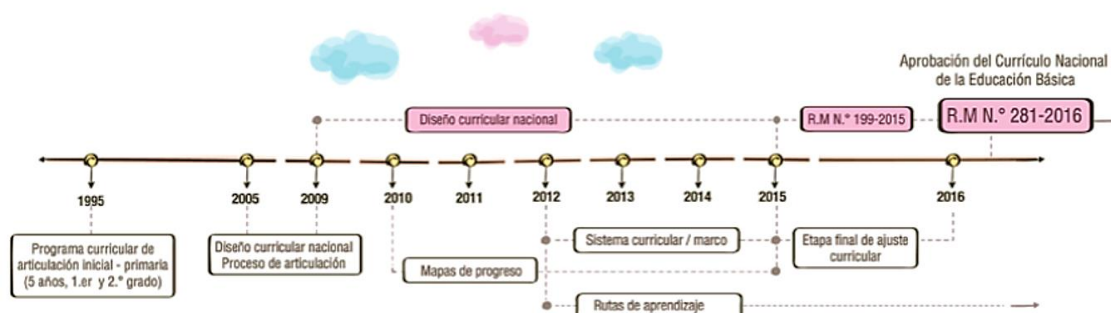 Aprobación del Currículo Nacional
de la Educación Básica
Diseño curricular nacional
R.M N.° 199-2015
R.M N.° 281-2016
1995
2005
2009
2010
2011
2012
2013
2014
2015
2016
Programa curricular de
articulación inicial - primaria
(5 años, 1.er y 2.° grado)
Diseño curricular nacional
Proceso de articulación
Sistema curricular / marco
Etapa final de ajuste
curricular
Mapas de progreso
Rutas de aprendizaje